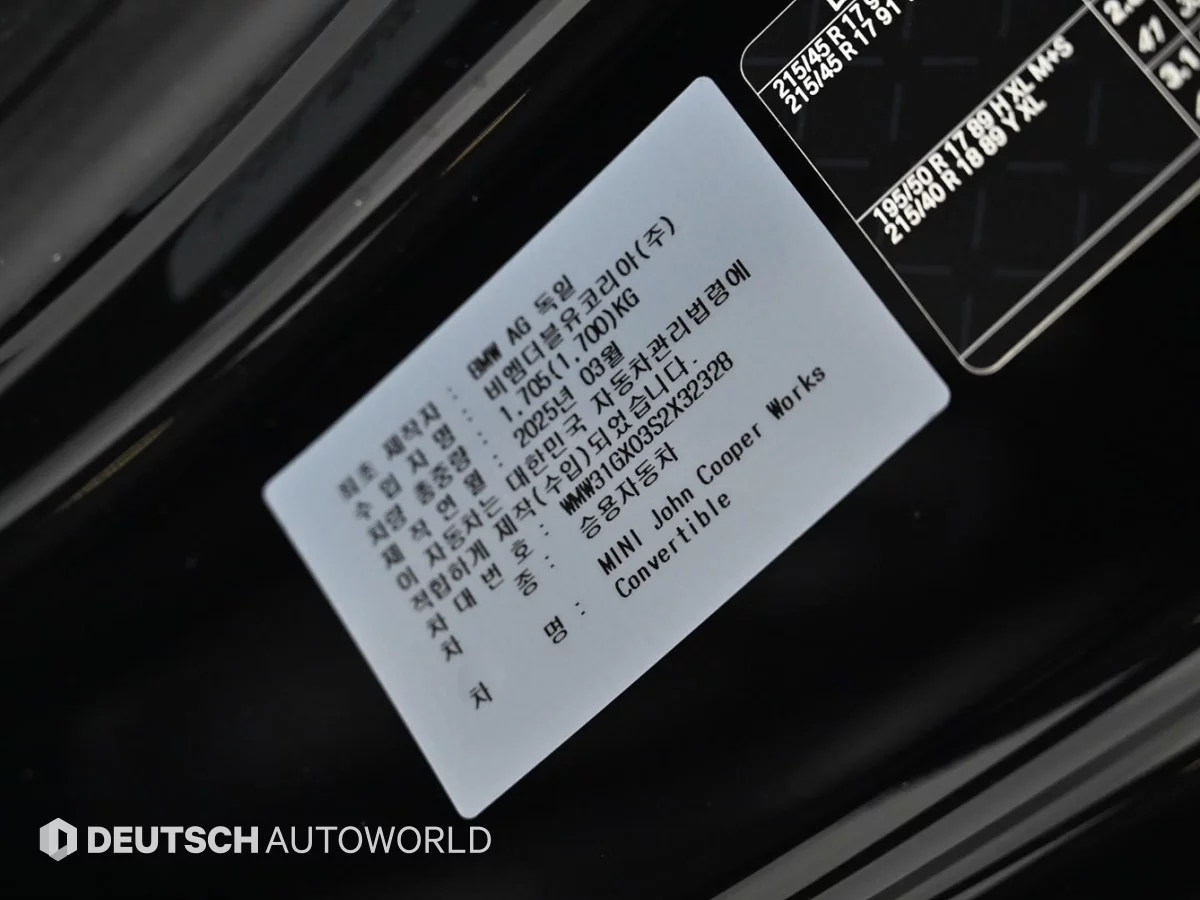 최초 제작자 : BMW AG 독일
수 입 자 명 : 비엠더블유코리아(주)
차량 총중량 : 1,705(1,700)KG
제 작 연 월 : 2025년 03월
이 자동차는 대한민국 자동차관리법령에
적합하게 제작(수입)되었습니다.
차 대 번 호 : WMW31GX03S2X32328
차 종 : 승용자동차
차 명 : MINI John Cooper Works
Convertible
215/45 R 17 9
215/45 R 17 91
195/50 R 17 89 H XL M+S
215/40 R 18 89 Y XL
41
3.1
DEUTSCH AUTOWORLD